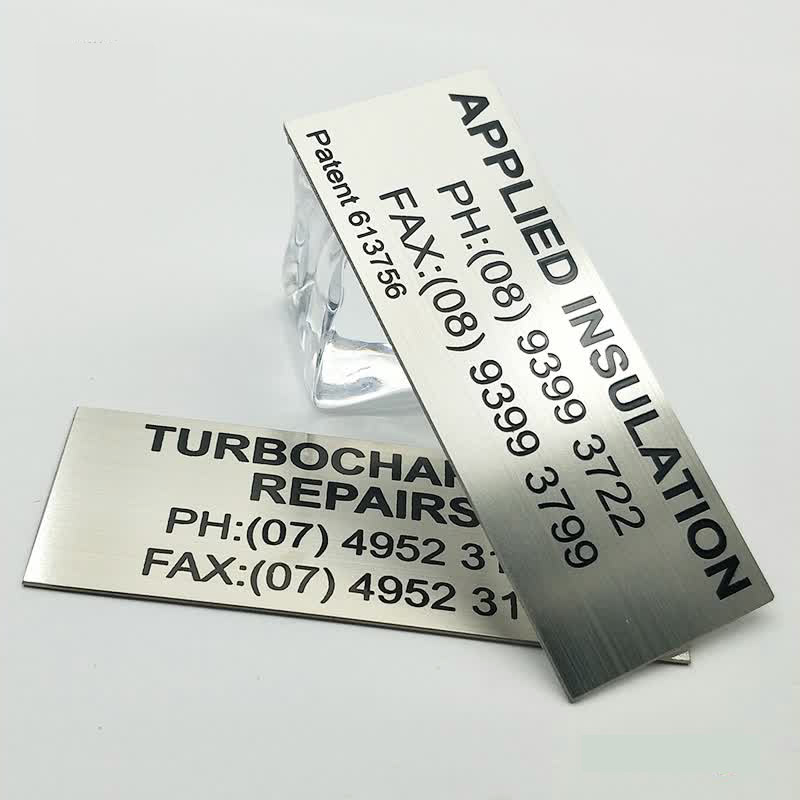 APPLIED INSULATION
PH:(08) 9399 3722
FAX:(08) 9399 3799
Patent 613756
REPAIRS
PH:(07) 4952
FAX:(07) 4952